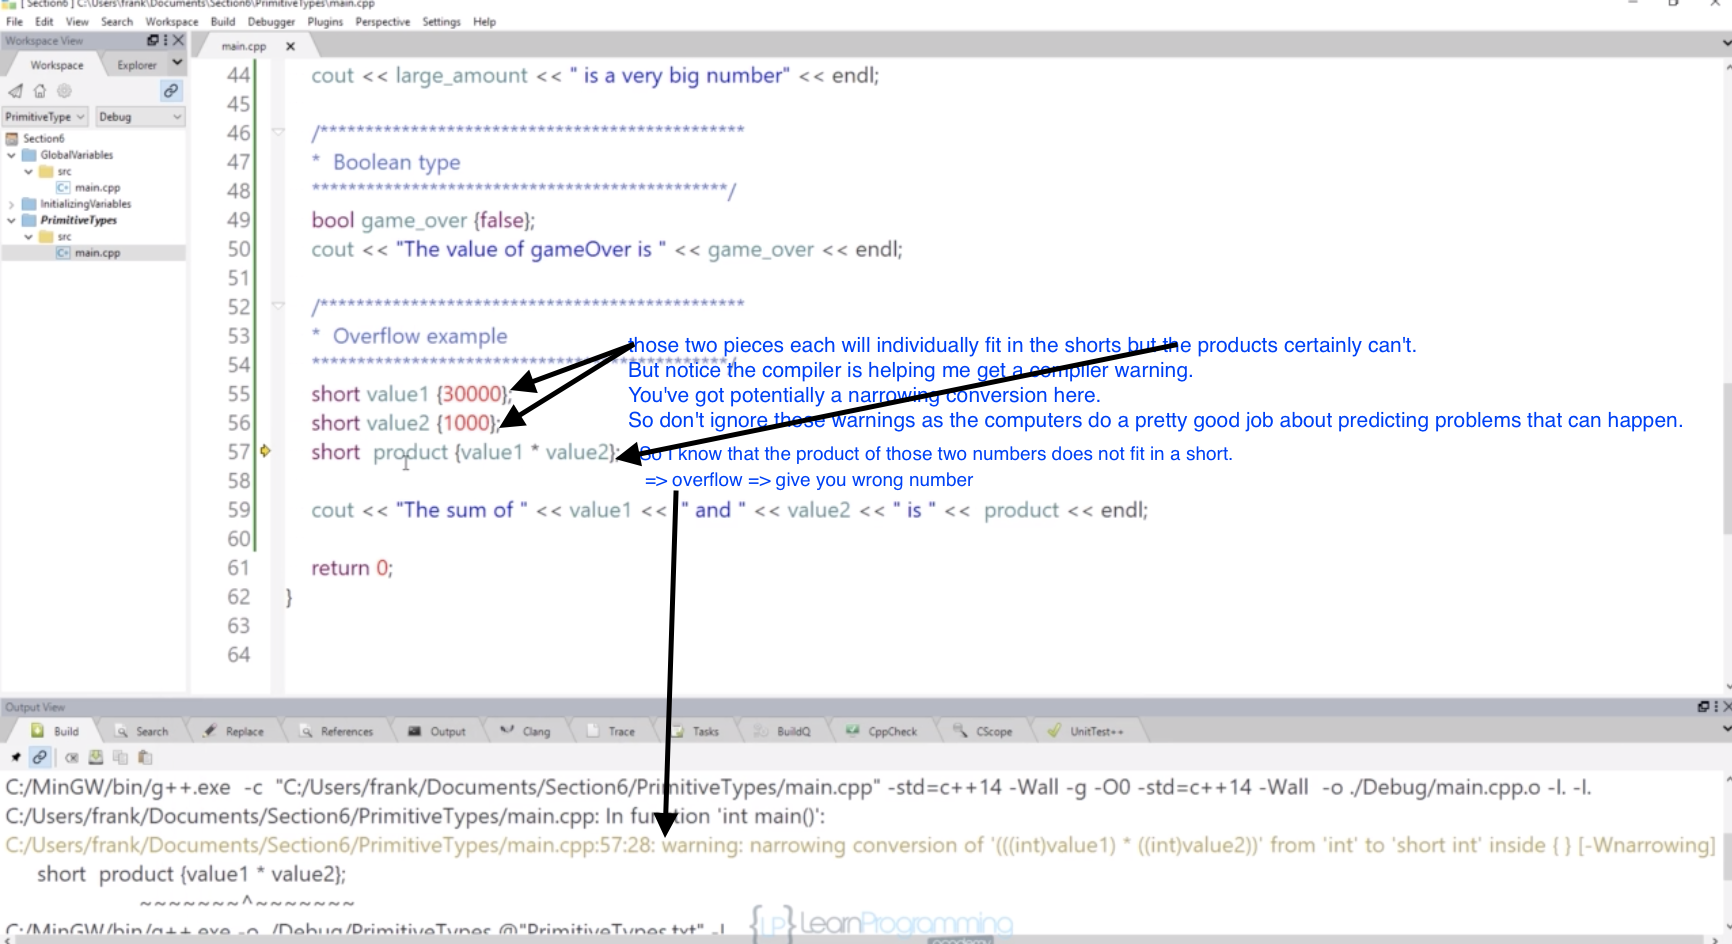 [ Section6 ] C:\Users\frank\Documents\Section6\PrimitiveTypes\main.cpp
File Edit View Search Workspace Build Debugger Plugins Perspective Settings Help
Workspace View
main.cpp
Workspace Explorer
PrimitiveType Debug
Section6
GlobalVariables
src
main.cpp
InitializingVariables
PrimitiveTypes
src
main.cpp
44 cout << large_amount << " is a very big number" << endl;
45
46 /***********************************************
47 * Boolean type
48 ***********************************************/
49 bool game_over {false};
50 cout << "The value of gameOver is " << game_over << endl;
51
52 /***********************************************
53 * Overflow example
54 ***********************************************/
55 short value1 {30000};
56 short value2 {1000};
57 short product {value1 * value2};
58
59 cout << "The sum of " << value1 << " and " << value2 << " is " << product << endl;
60
61 return 0;
62 }
63
64
those two pieces each will individually fit in the shorts but the products certainly can't.
But notice the compiler is helping me get a compiler warning.
You've got potentially a narrowing conversion here.
So don't ignore those warnings as the computers do a pretty good job about predicting problems that can happen.
So I know that the product of those two numbers does not fit in a short.
=> overflow => give you wrong number
Output View
Build Search Replace References Output Clang Trace Tasks BuildQ CppCheck CScope UnitTest++
C:/MinGW/bin/g++.exe -c "C:/Users/frank/Documents/Section6/PrimitiveTypes/main.cpp" -std=c++14 -Wall -g -O0 -std=c++14 -Wall -o ./Debug/main.cpp.o -I. -I.
C:/Users/frank/Documents/Section6/PrimitiveTypes/main.cpp: In function 'int main()':
C:/Users/frank/Documents/Section6/PrimitiveTypes/main.cpp:57:28: warning: narrowing conversion of '(((int)value1) * ((int)value2))' from 'int' to 'short int' inside { } [-Wnarrowing]
short product {value1 * value2};
~~~~~~~^~~~~~~~
C:/MinGW/bin/g++.exe -o ./Debug/PrimitiveTypes @"PrimitiveTypes.txt" -L
{LP} LearnProgramming
academy